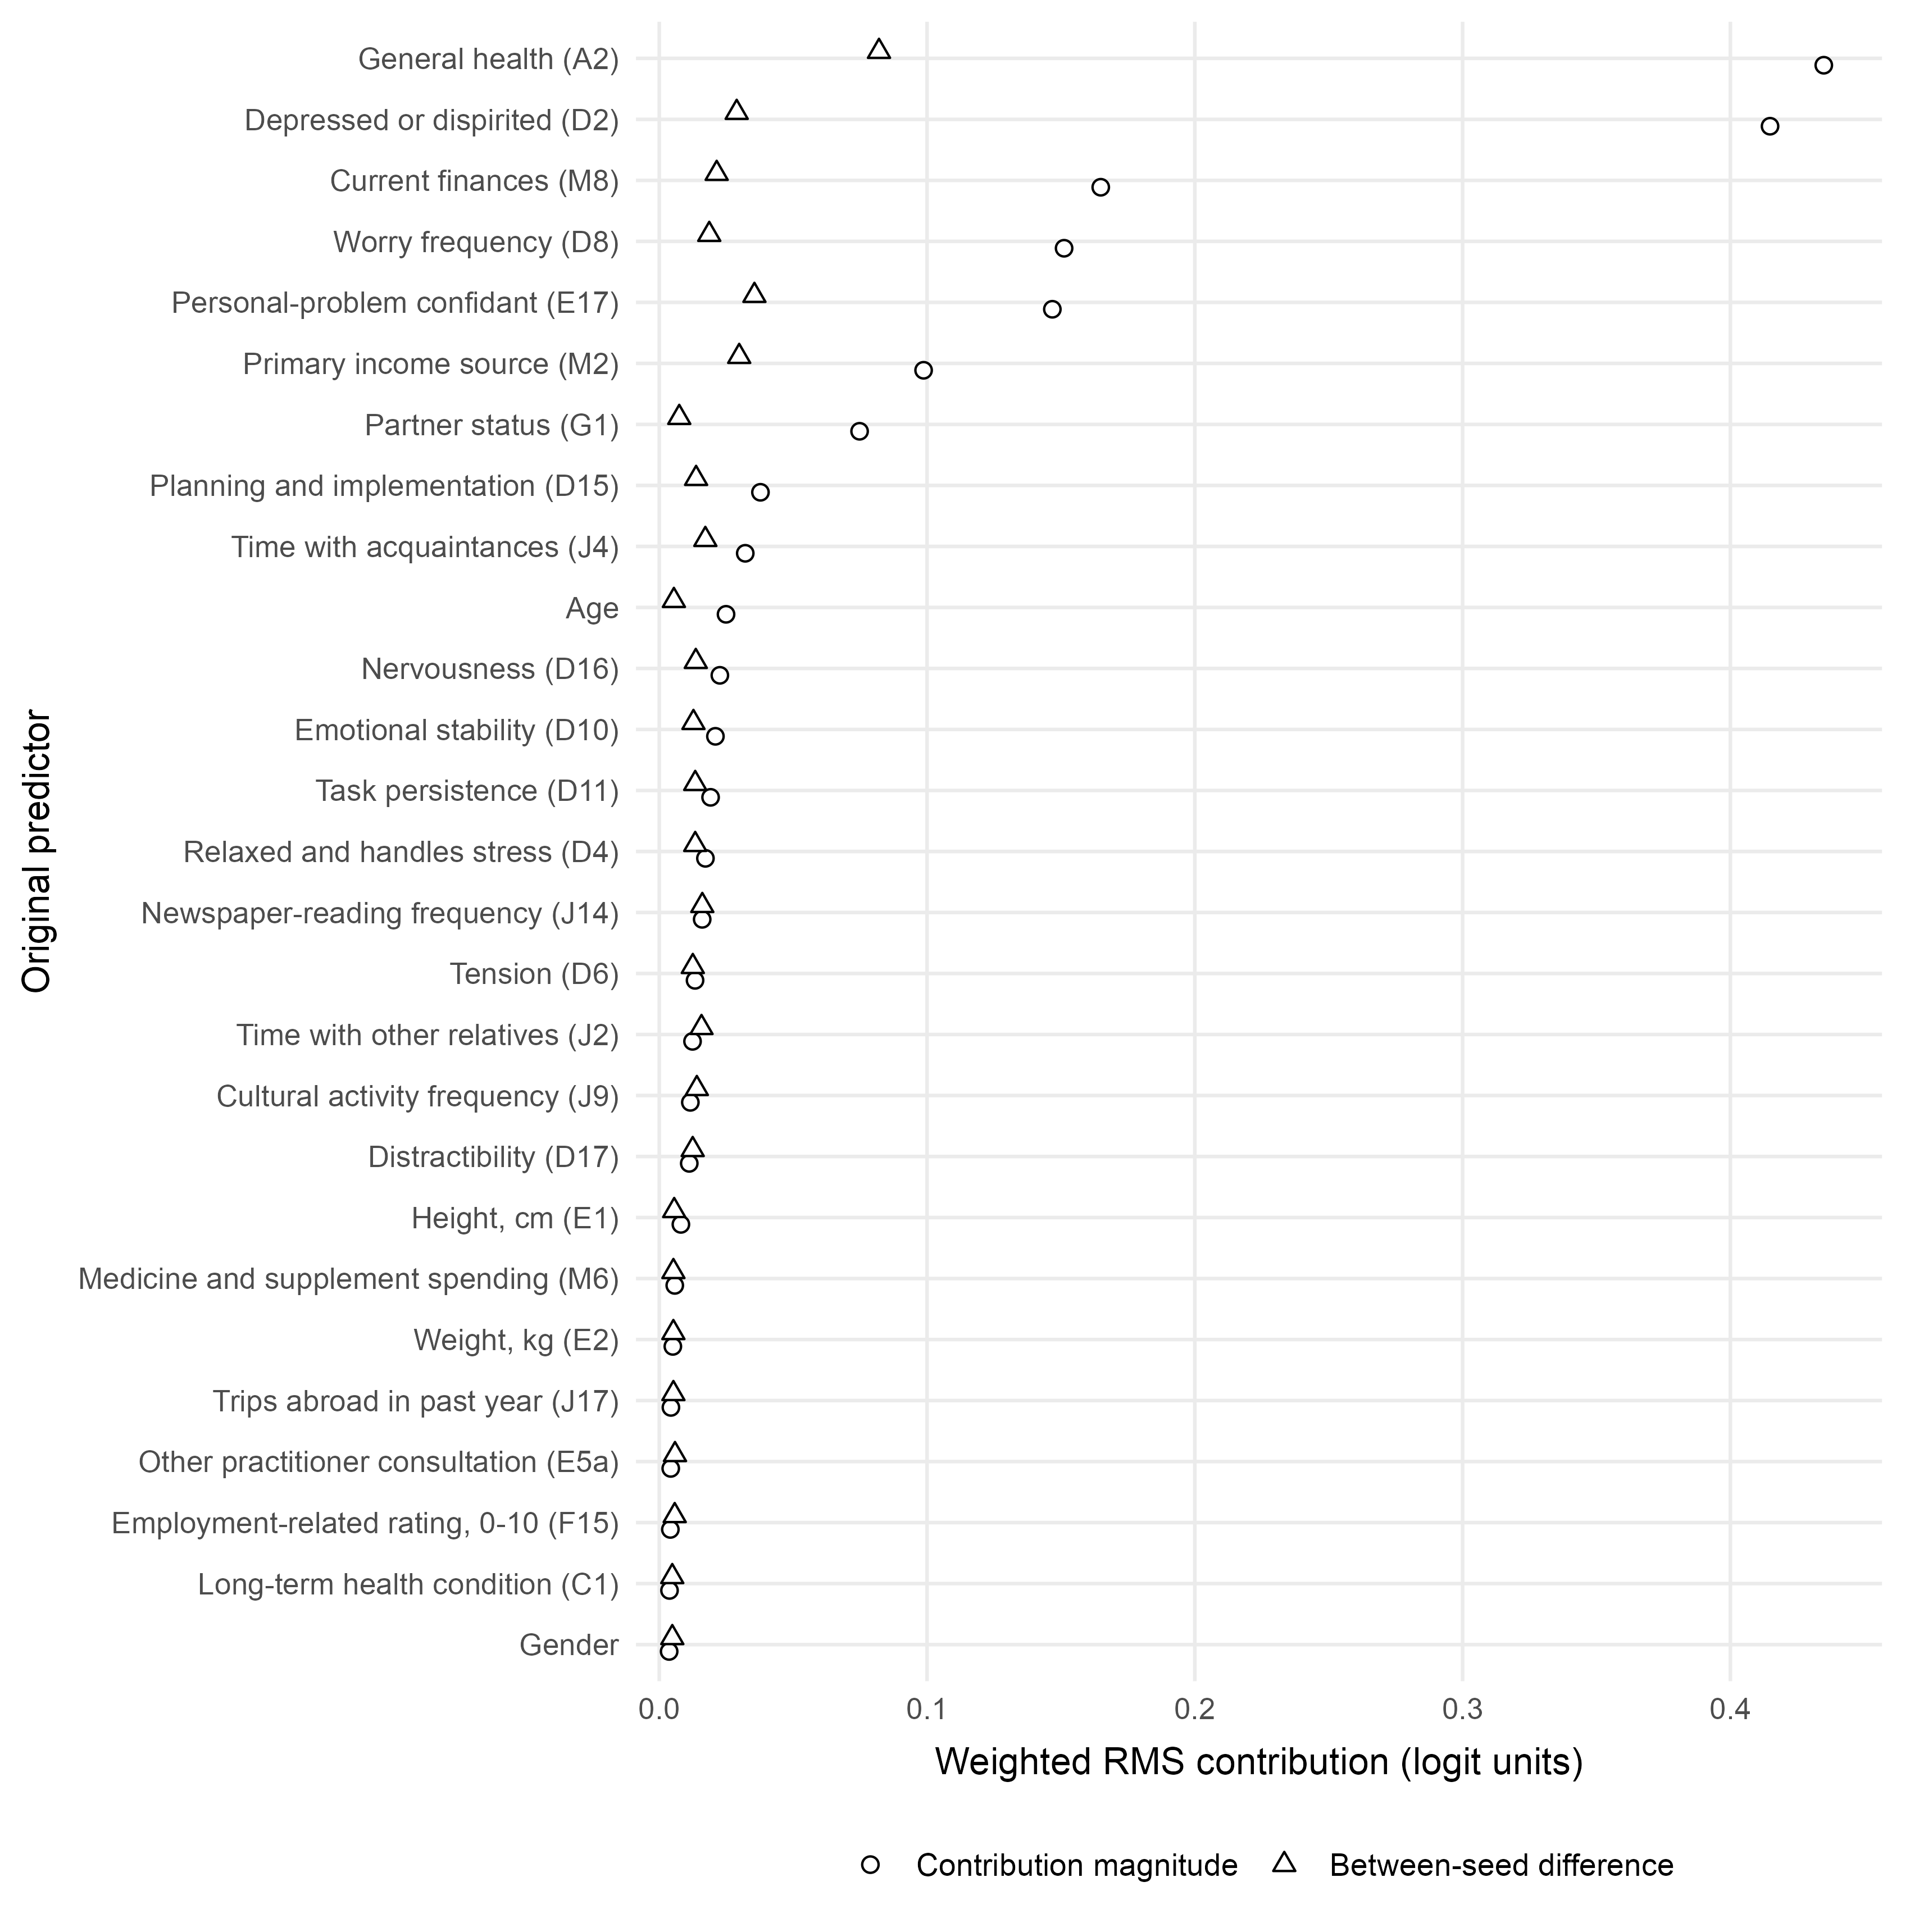 General health (A2)
Depressed or dispirited (D2)
Current finances (M8)
Worry frequency (D8)
Personal-problem confidant (E17)
Primary income source (M2)
Partner status (G1)
Planning and implementation (D15)
Time with acquaintances (J4)
Age
Nervousness (D16)
Emotional stability (D10)
Task persistence (D11)
Relaxed and handles stress (D4)
Newspaper-reading frequency (J14)
Tension (D6)
Time with other relatives (J2)
Cultural activity frequency (J9)
Distractibility (D17)
Height, cm (E1)
Medicine and supplement spending (M6)
Weight, kg (E2)
Trips abroad in past year (J17)
Other practitioner consultation (E5a)
Employment-related rating, 0-10 (F15)
Long-term health condition (C1)
Gender
Original predictor
0.0 0.1 0.2 0.3 0.4
Weighted RMS contribution (logit units)
Contribution magnitude Between-seed difference